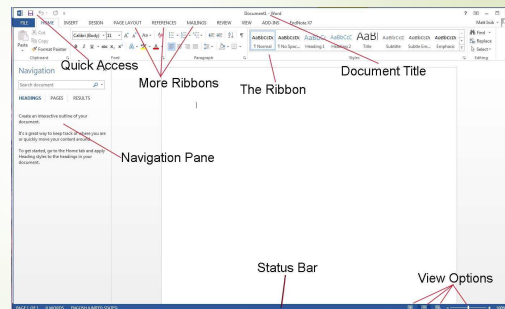 Document1 - Word
FILE HOME INSERT DESIGN PAGE LAYOUT REFERENCES MAILINGS REVIEW VIEW ADD-INS EndNote X7
Cut
Copy
Format Painter
Paste
Calibri (Body) 11
AaBbCcDc AaBbCcDc AaBbCc AaBbCcC AaBl AaBbCcC AaBbCcDc AaBbCcDc
¶ Normal ¶ No Spac... Heading 1 Heading 2 Title Subtitle Subtle Em... Emphasis
Find
Replace
Select
Clipboard Paragraph Styles Editing
Quick Access
More Ribbons
The Ribbon
Document Title
Navigation
Search document
HEADINGS PAGES RESULTS
Create an interactive outline of your
document.
It's a great way to keep track of where you are
or quickly move your content around.
To get started, go to the Home tab and apply
Heading styles to the headings in your
document.
Navigation Pane
Status Bar
View Options
PAGE 1 OF 1 0 WORDS ENGLISH (UNITED STATES)